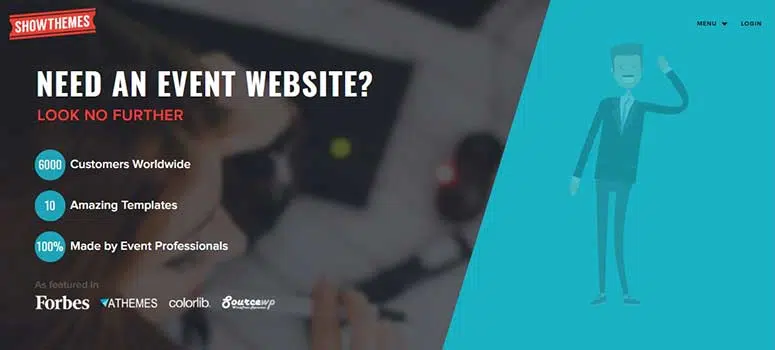 SHOWTHEMES
MENU
LOGIN
NEED AN EVENT WEBSITE?
LOOK NO FURTHER
6000 Customers Worldwide
10 Amazing Templates
100% Made by Event Professionals
As featured in
Forbes ATHEMES colorlib. Sourcewp